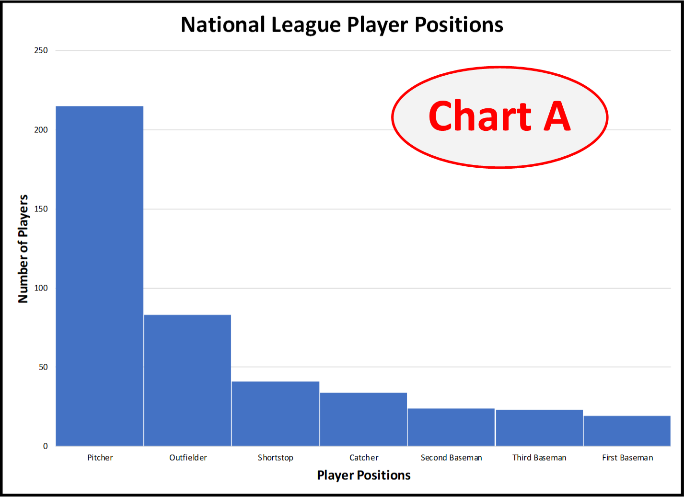 National League Player Positions
250
Chart A
200
150
100
50
0
Number of Players
Pitcher Outfielder Shortstop Catcher Second Baseman Third Baseman First Baseman
Player Positions